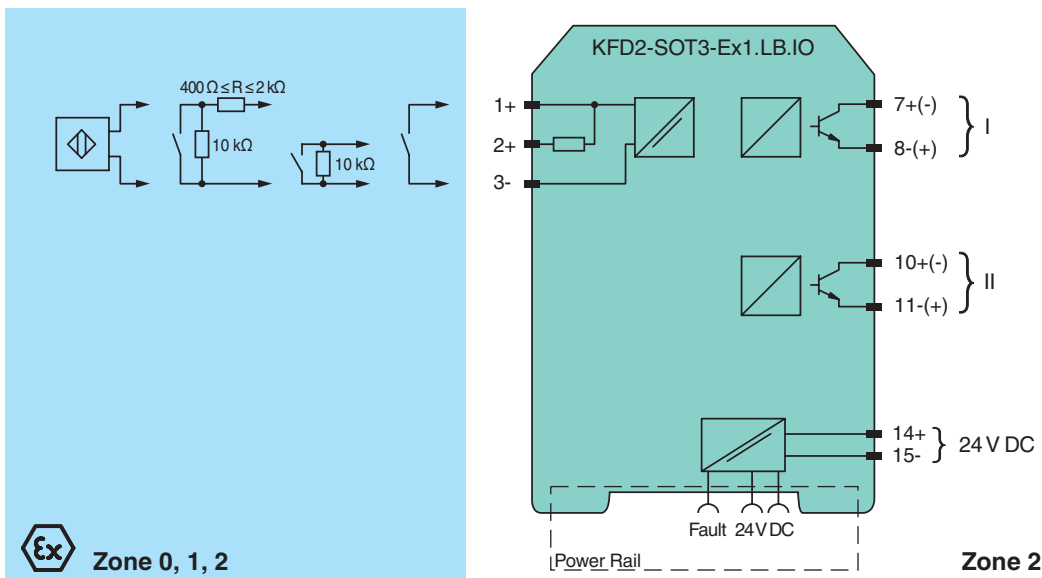 KFD2-SOT3-Ex1.LB.IO
400 Ω ≤ R ≤ 2 kΩ
10 kΩ
10 kΩ
1+
2+
3-
7+(-)
8-(+)
I
10+(-)
11-(+)
II
14+
15-
24 V DC
Fault 24 V DC
Power Rail
Ex Zone 0, 1, 2
Zone 2